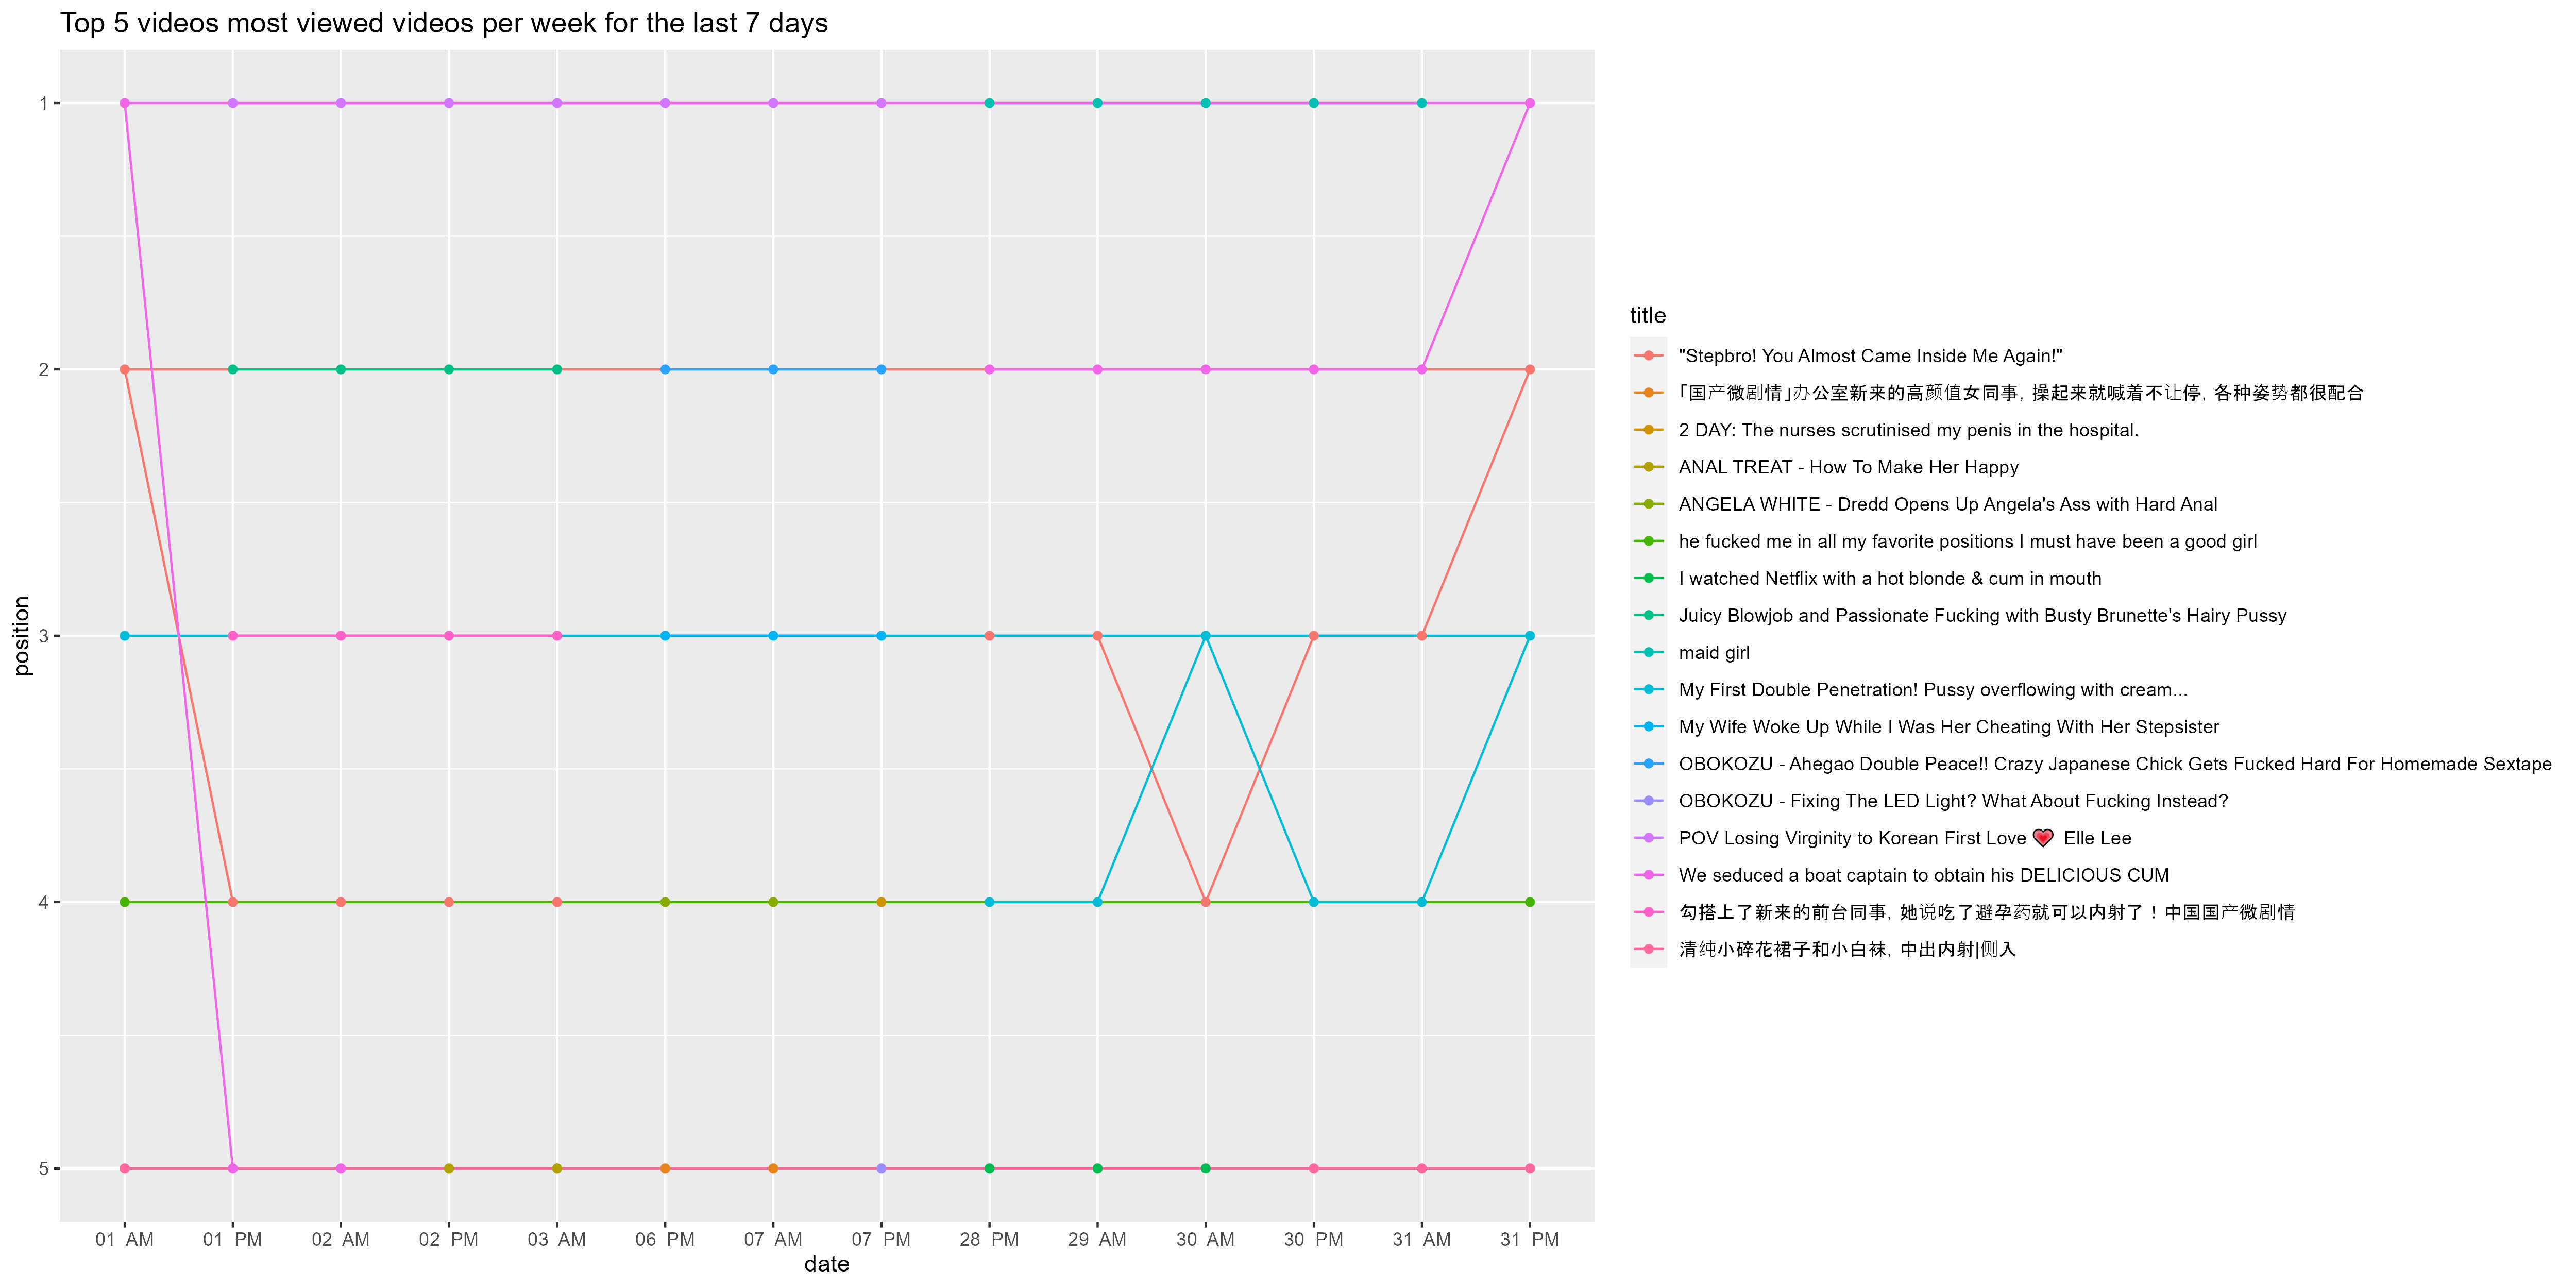 Top 5 videos most viewed videos per week for the last 7 days
position
1
2
3
4
5
01 AM 01 PM 02 AM 02 PM 03 AM 06 PM 07 AM 07 PM 28 PM 29 AM 30 AM 30 PM 31 AM 31 PM
date
title
"Stepbro! You Almost Came Inside Me Again!"
「国产微剧情」办公室新来的高颜值女同事, 操起来就喊着不让停, 各种姿势都很配合
2 DAY: The nurses scrutinised my penis in the hospital.
ANAL TREAT - How To Make Her Happy
ANGELA WHITE - Dredd Opens Up Angela's Ass with Hard Anal
he fucked me in all my favorite positions I must have been a good girl
I watched Netflix with a hot blonde & cum in mouth
Juicy Blowjob and Passionate Fucking with Busty Brunette's Hairy Pussy
maid girl
My First Double Penetration! Pussy overflowing with cream...
My Wife Woke Up While I Was Her Cheating With Her Stepsister
OBOKOZU - Ahegao Double Peace!! Crazy Japanese Chick Gets Fucked Hard For Homemade Sextape
OBOKOZU - Fixing The LED Light? What About Fucking Instead?
POV Losing Virginity to Korean First Love 💗 Elle Lee
We seduced a boat captain to obtain his DELICIOUS CUM
勾搭上了新来的前台同事, 她说吃了避孕药就可以内射了！中国国产微剧情
清纯小碎花裙子和小白袜, 中出内射|侧入